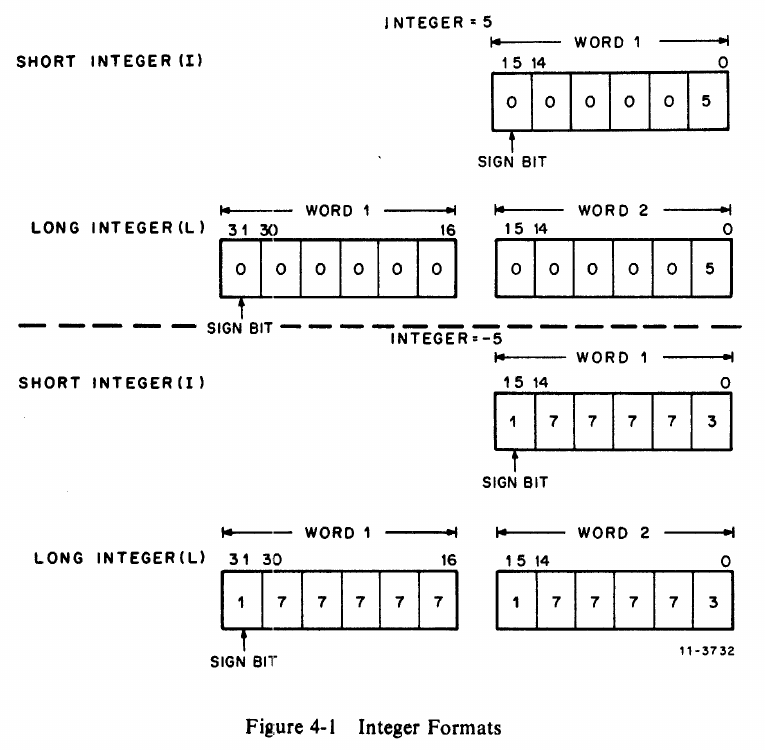 INTEGER = 5
WORD 1
SHORT INTEGER (I)
15 14 0
0 0 0 0 0 5
SIGN BIT
WORD 1 WORD 2
LONG INTEGER (L)
31 30 16 15 14 0
0 0 0 0 0 0 0 0 0 0 0 5
SIGN BIT
INTEGER=-5
WORD 1
SHORT INTEGER (I)
15 14 0
1 7 7 7 7 3
SIGN BIT
WORD 1 WORD 2
LONG INTEGER (L)
31 30 16 15 14 0
1 7 7 7 7 7 1 7 7 7 7 3
SIGN BIT
11-3732
Figure 4-1 Integer Formats